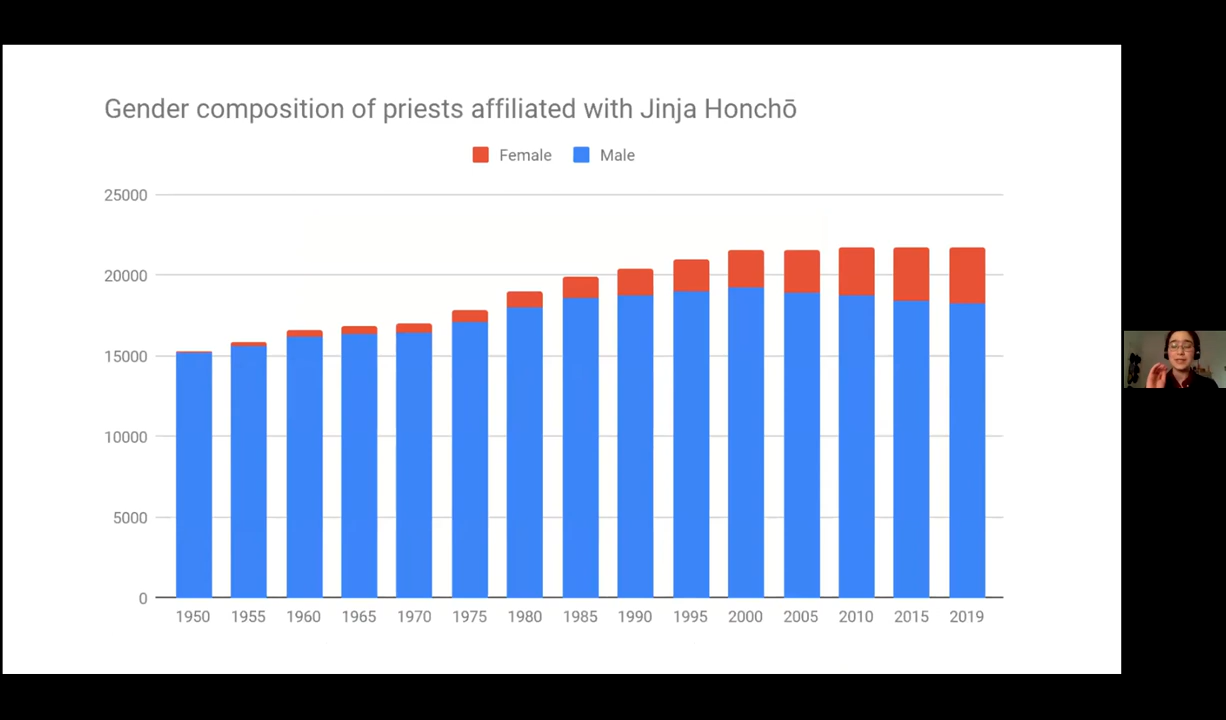 Gender composition of priests affiliated with Jinja Honchō
Female Male
25000
20000
15000
10000
5000
0
1950 1955 1960 1965 1970 1975 1980 1985 1990 1995 2000 2005 2010 2015 2019